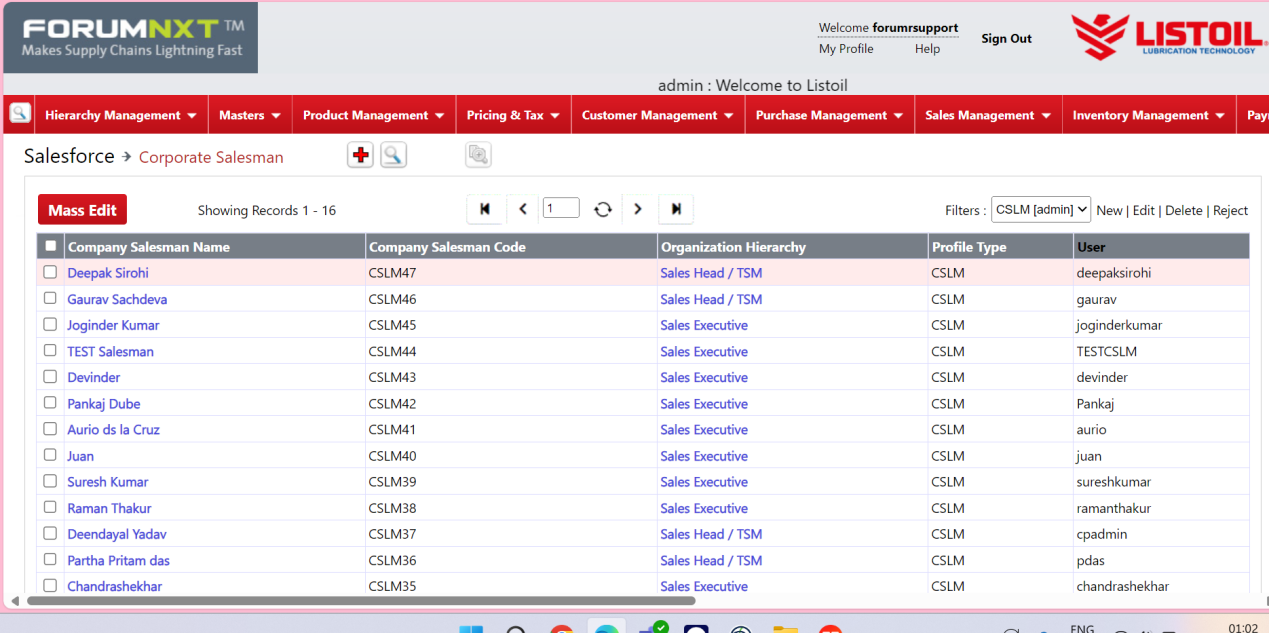 FORUMNXT TM
Makes Supply Chains Lightning Fast
Welcome forumrsupport
My Profile Help
Sign Out
LISTOIL
LUBRICATION TECHNOLOGY
admin : Welcome to Listoil
Hierarchy Management Masters Product Management Pricing & Tax Customer Management Purchase Management Sales Management Inventory Management
Salesforce → Corporate Salesman
Mass Edit Showing Records 1 - 16 1 Filters : CSLM [admin] New | Edit | Delete | Reject
Company Salesman Name Company Salesman Code Organization Hierarchy Profile Type User
Deepak Sirohi CSLM47 Sales Head / TSM CSLM deepaksirohi
Gaurav Sachdeva CSLM46 Sales Head / TSM CSLM gaurav
Joginder Kumar CSLM45 Sales Executive CSLM joginderkumar
TEST Salesman CSLM44 Sales Executive CSLM TESTCSLM
Devinder CSLM43 Sales Executive CSLM devinder
Pankaj Dube CSLM42 Sales Executive CSLM Pankaj
Aurio ds la Cruz CSLM41 Sales Executive CSLM aurio
Juan CSLM40 Sales Executive CSLM juan
Suresh Kumar CSLM39 Sales Executive CSLM sureshkumar
Raman Thakur CSLM38 Sales Executive CSLM ramanthakur
Deendayal Yadav CSLM37 Sales Head / TSM CSLM cpadmin
Partha Pritam das CSLM36 Sales Head / TSM CSLM pdas
Chandrashekhar CSLM35 Sales Executive CSLM chandrashekhar
ENG 01:02